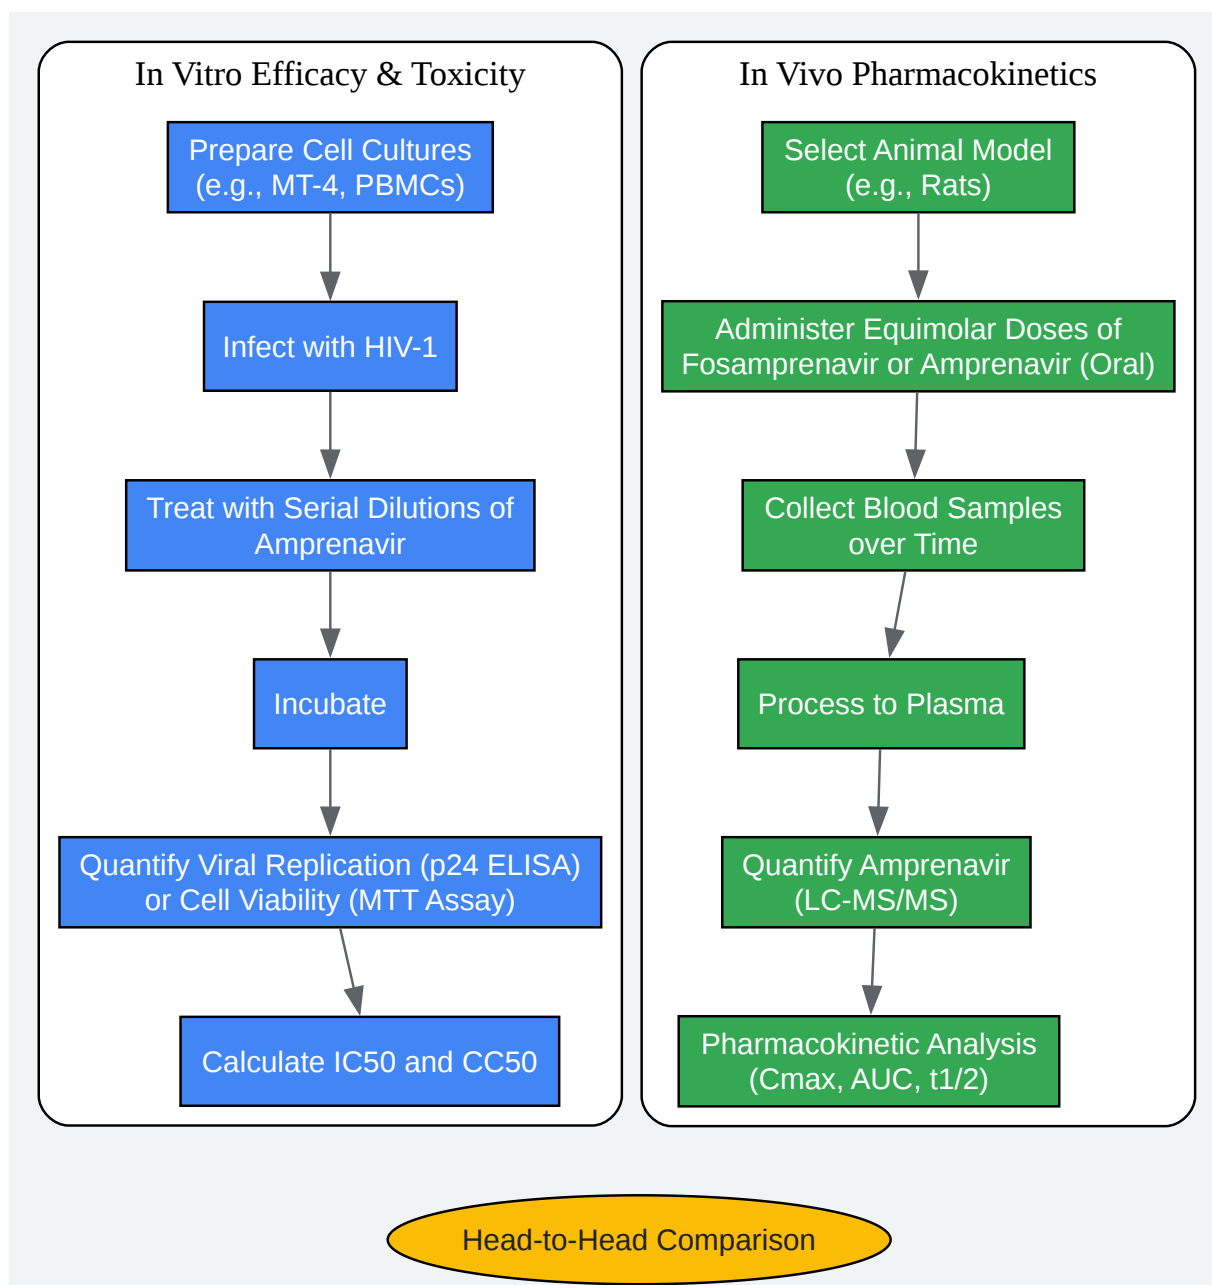 In Vitro Efficacy & Toxicity
Prepare Cell Cultures
(e.g., MT-4, PBMCs)
Infect with HIV-1
Treat with Serial Dilutions of
Amprenavir
Incubate
Quantify Viral Replication (p24 ELISA)
or Cell Viability (MTT Assay)
Calculate IC50 and CC50
In Vivo Pharmacokinetics
Select Animal Model
(e.g., Rats)
Administer Equimolar Doses of
Fosamprenavir or Amprenavir (Oral)
Collect Blood Samples
over Time
Process to Plasma
Quantify Amprenavir
(LC-MS/MS)
Pharmacokinetic Analysis
(Cmax, AUC, t1/2)
Head-to-Head Comparison